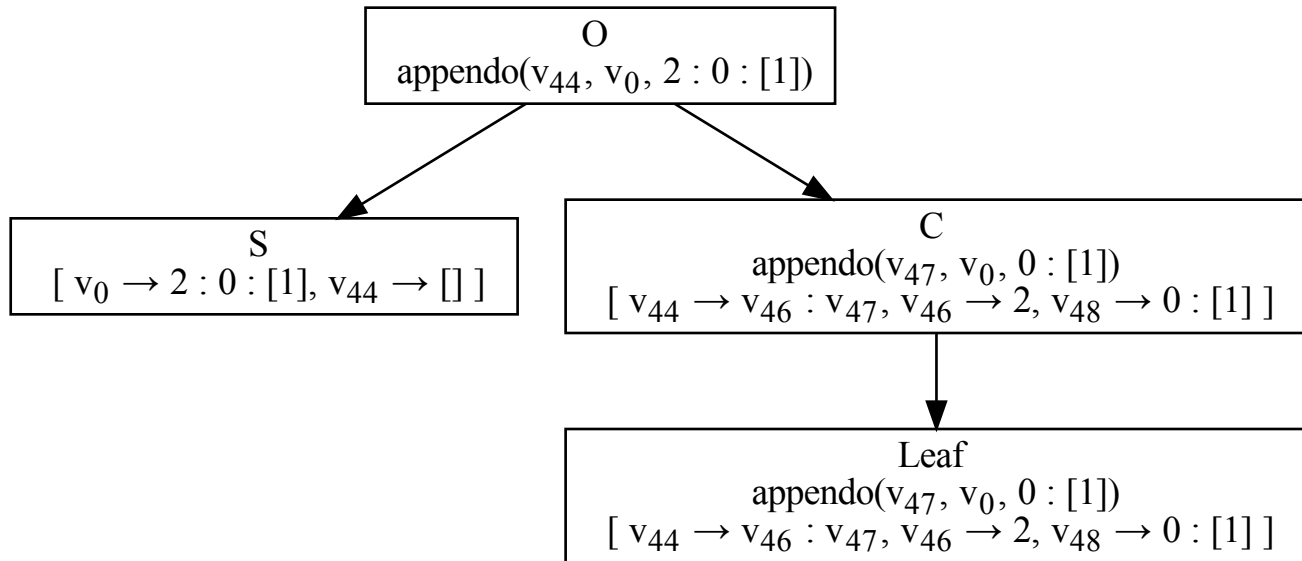 O
appendo(v₄₄, v₀, 2 : 0 : [1])
S
[ v₀ → 2 : 0 : [1], v₄₄ → [] ]
C
appendo(v₄₇, v₀, 0 : [1])
[ v₄₄ → v₄₆ : v₄₇, v₄₆ → 2, v₄₈ → 0 : [1] ]
Leaf
appendo(v₄₇, v₀, 0 : [1])
[ v₄₄ → v₄₆ : v₄₇, v₄₆ → 2, v₄₈ → 0 : [1] ]